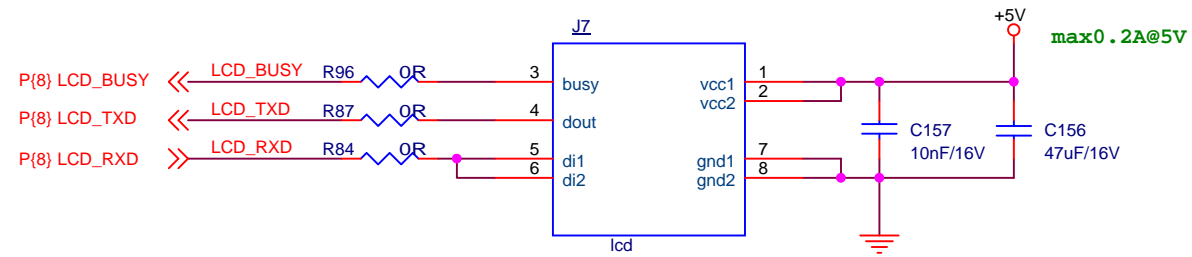 +5V
max0.2A@5V
J7
P{8} LCD_BUSY LCD_BUSY R96 0R 3 busy vcc1 1
vcc2 2
P{8} LCD_TXD LCD_TXD R87 0R 4 dout
C157 C156
10nF/16V 47uF/16V
P{8} LCD_RXD LCD_RXD R84 0R 5 di1 gnd1 7
6 di2 gnd2 8
lcd